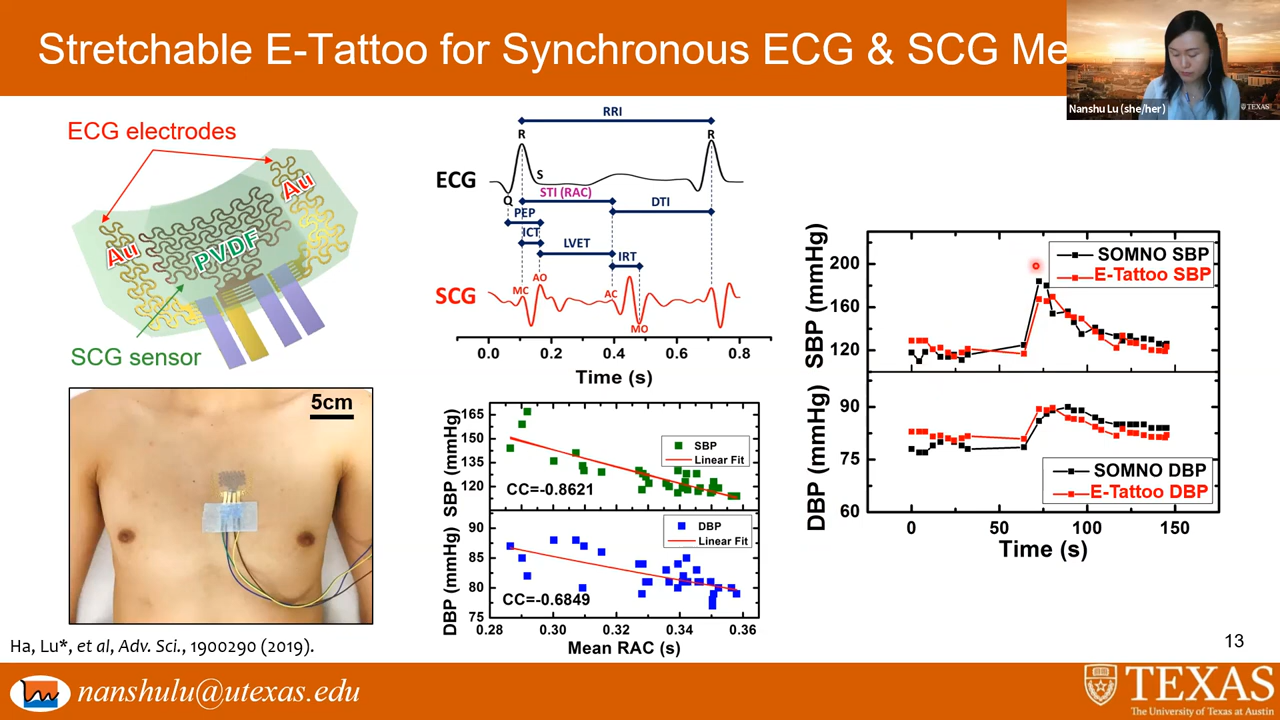 Stretchable E-Tattoo for Synchronous ECG & SCG Me
Nanshu Lu (she/her)
TEXAS
ECG electrodes
Au
Au
PVDF
SCG sensor
5cm
RRI
R
R
ECG
S
Q
STI (RAC)
DTI
PEP
ICT
LVET
IRT
SCG
MC
AO
AC
MO
0.0 0.2 0.4 0.6 0.8
Time (s)
SBP (mmHg)
165
150
135
120
SBP
Linear Fit
CC=-0.8621
DBP (mmHg)
90
85
80
75
DBP
Linear Fit
CC=-0.6849
0.28 0.30 0.32 0.34 0.36
Mean RAC (s)
SBP (mmHg)
200
160
120
SOMNO SBP
E-Tattoo SBP
DBP (mmHg)
90
75
60
SOMNO DBP
E-Tattoo DBP
0 50 100 150
Time (s)
Ha, Lu*, et al, Adv. Sci., 1900290 (2019).
13
nanshulu@utexas.edu
TEXAS
The University of Texas at Austin